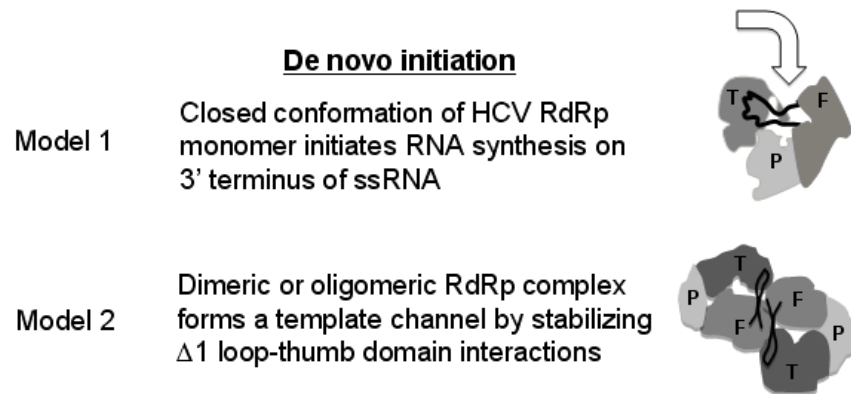 De novo initiation
Model 1
Closed conformation of HCV RdRp
monomer initiates RNA synthesis on
3’ terminus of ssRNA
T
F
P
Model 2
Dimeric or oligomeric RdRp complex
forms a template channel by stabilizing
Δ1 loop-thumb domain interactions
T
P
F
F
P
T